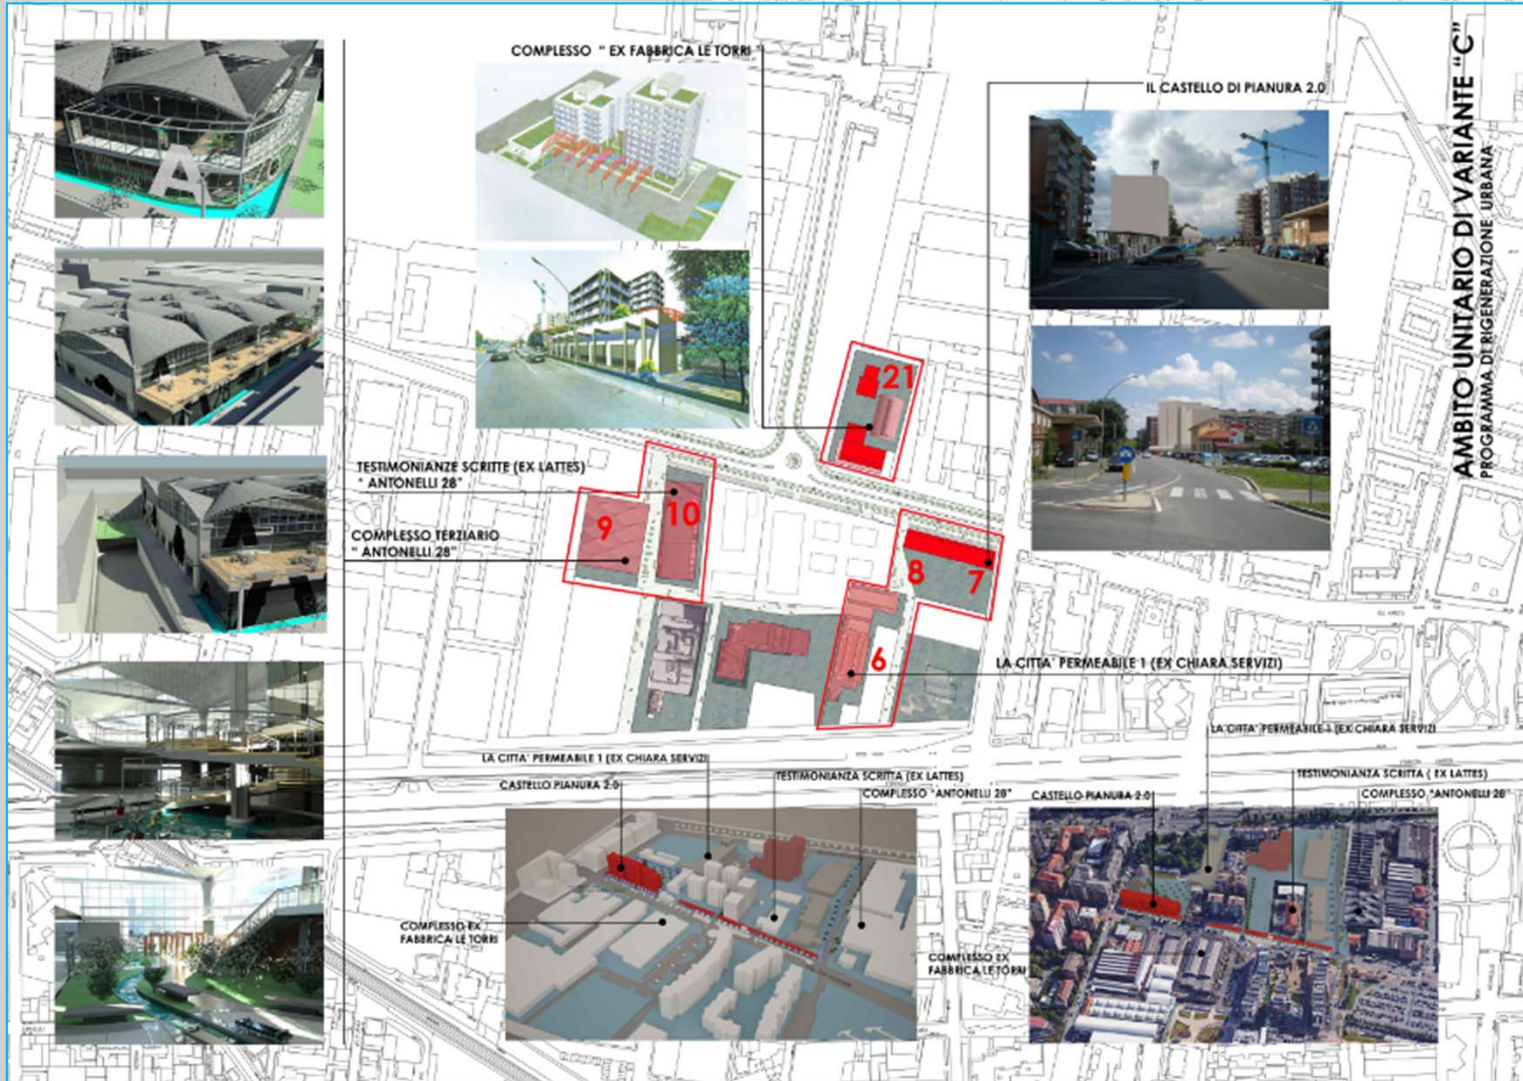 COMPLESSO " EX FABBRICA LE TORRI "
IL CASTELLO DI PIANURA 2.0
AMBITO UNITARIO DI VARIANTE "C"
PROGRAMMA DI RIGENERAZIONE URBANA
A
21
TESTIMONIANZE SCRITTE (EX LATTES)
" ANTONELLI 28"
9
10
COMPLESSO TERZIARIO
" ANTONELLI 28"
8
7
6
LA CITTA' PERMEABILE 1 (EX CHIARA SERVIZI)
LA CITTA' PERMEABILE 1 (EX CHIARA SERVIZI)
CASTELLO PIANURA 2.0
TESTIMONIANZA SCRITTA (EX LATTES)
COMPLESSO "ANTONELLI 28"
COMPLESSO EX
FABBRICA LE TORRI
LA CITTA' PERMEABILE 1 (EX CHIARA SERVIZI)
TESTIMONIANZA SCRITTA ( EX LATTES)
CASTELLO PIANURA 2.0
COMPLESSO "ANTONELLI 28"
COMPLESSO EX
FABBRICA LE TORRI